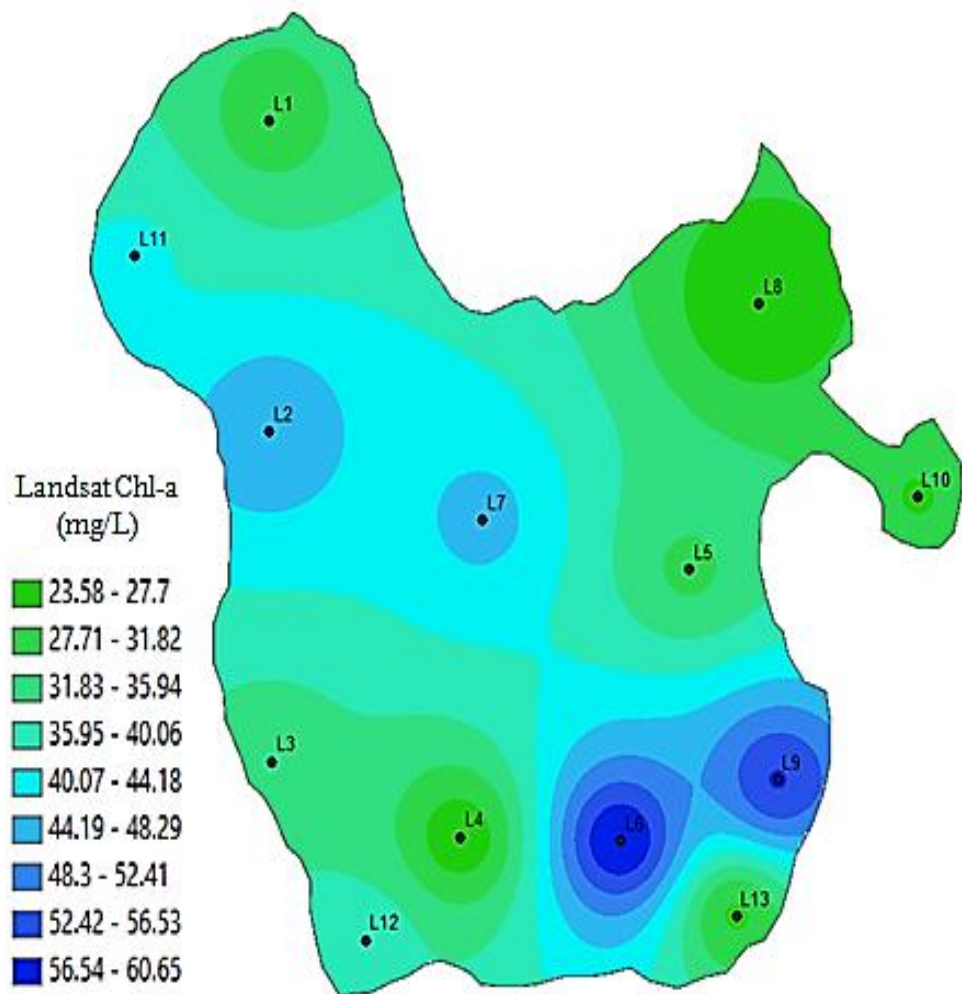 L1
L11
L8
L2
L7
L10
L5
L3
L9
L4
L6
L13
L12
Landsat Chl-a
(mg/L)
23.58 - 27.7
27.71 - 31.82
31.83 - 35.94
35.95 - 40.06
40.07 - 44.18
44.19 - 48.29
48.3 - 52.41
52.42 - 56.53
56.54 - 60.65